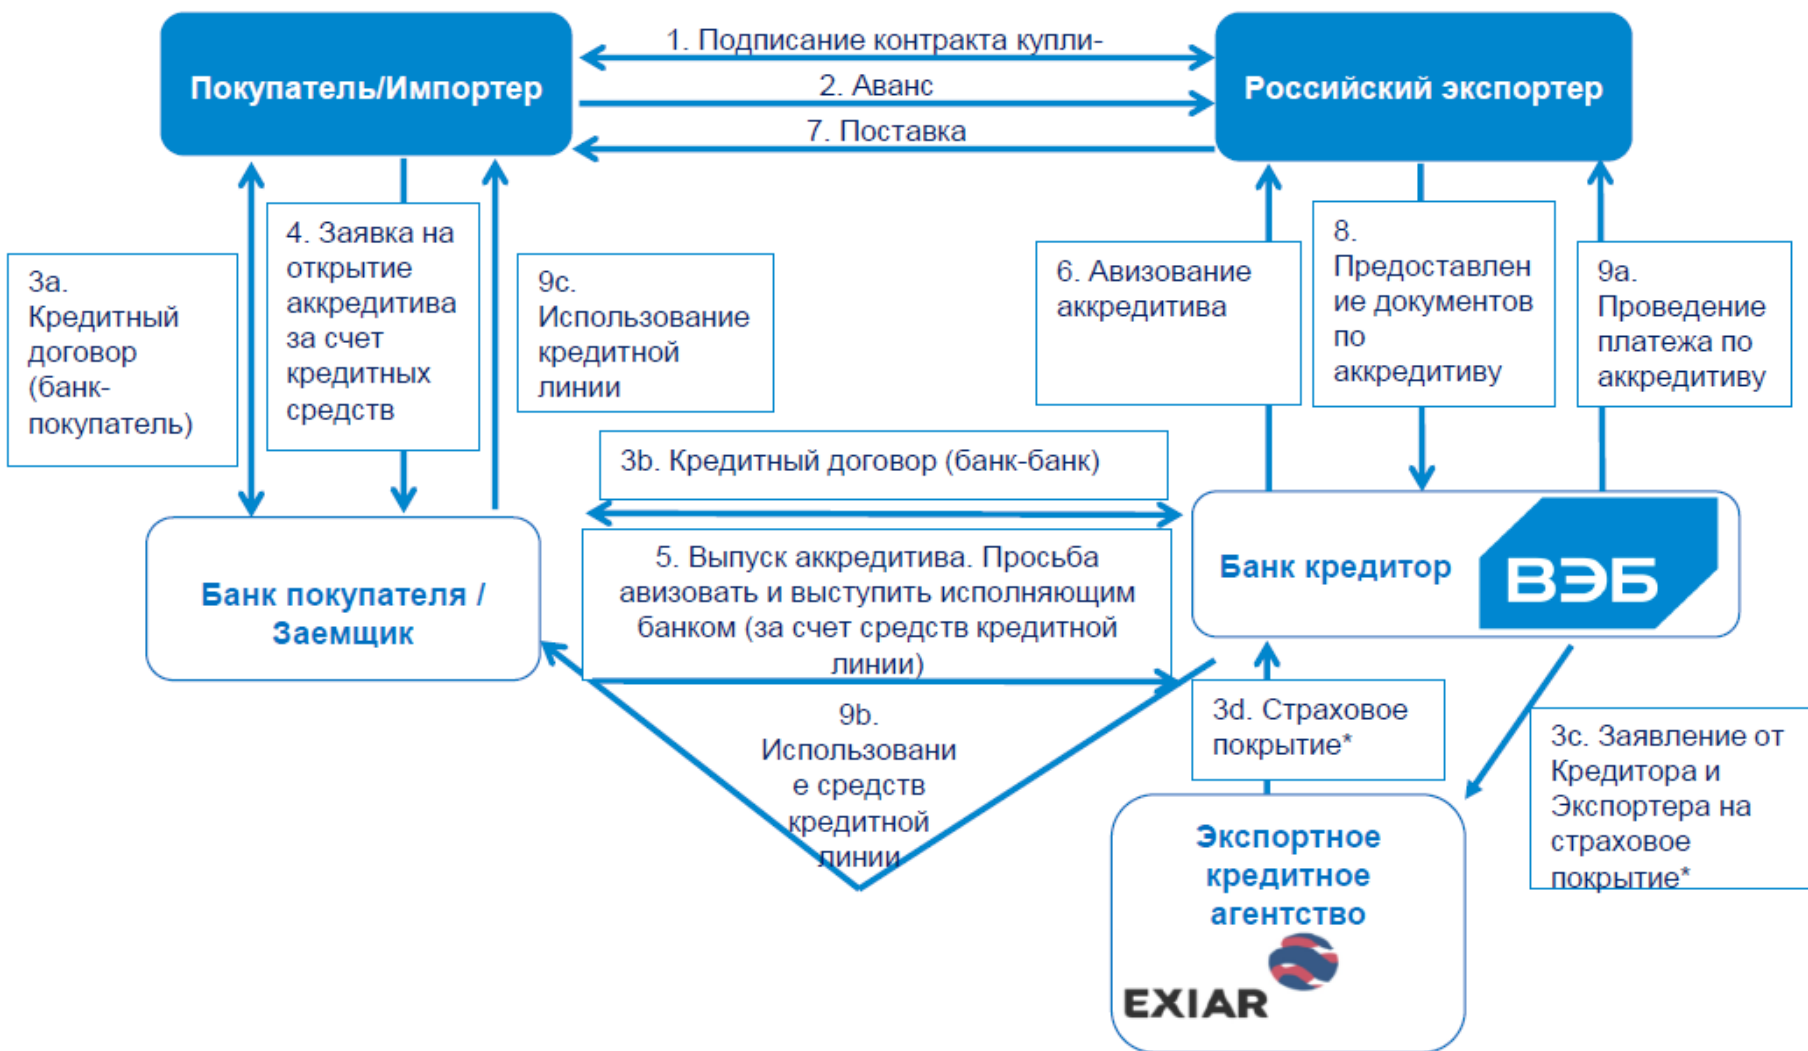 1. Подписание контракта купли-
Покупатель/Импортер
2. Аванс
Российский экспортер
7. Поставка
3a.
Кредитный
договор
(банк-
покупатель)
4. Заявка на
открытие
аккредитива
за счет
кредитных
средств
9c.
Использование
кредитной
линии
6. Авизование
аккредитива
8.
Предоставлен
ие документов
по
аккредитиву
9a.
Проведение
платежа по
аккредитиву
3b. Кредитный договор (банк-банк)
5. Выпуск аккредитива. Просьба
авизовать и выступить исполняющим
банком (за счет средств кредитной
линии)
Банк покупателя /
Заемщик
Банк кредитор
ВЭБ
9b.
Использовани
е средств
кредитной
линии
3d. Страховое
покрытие*
3c. Заявление от
Кредитора и
Экспортера на
страховое
покрытие*
Экспортное
кредитное
агентство
EXIAR